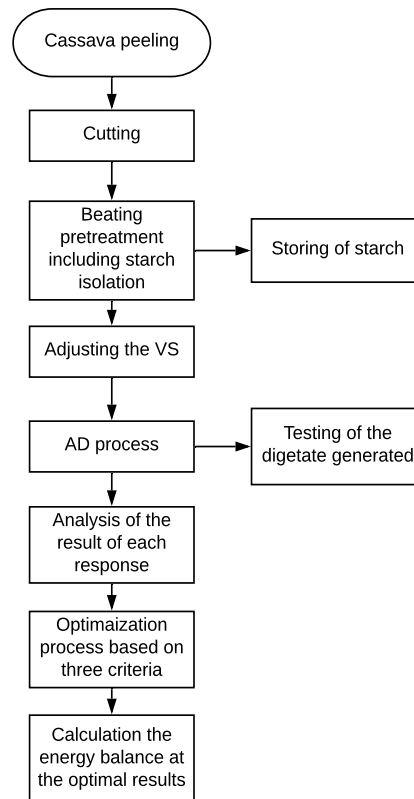 Cassava peeling
Cutting
Beating
pretreatment
including starch
isolation
Storing of starch
Adjusting the VS
AD process
Testing of the
digetate generated
Analysis of the
result of each
response
Optimaization
process based on
three criteria
Calculation the
energy balance at
the optimal results